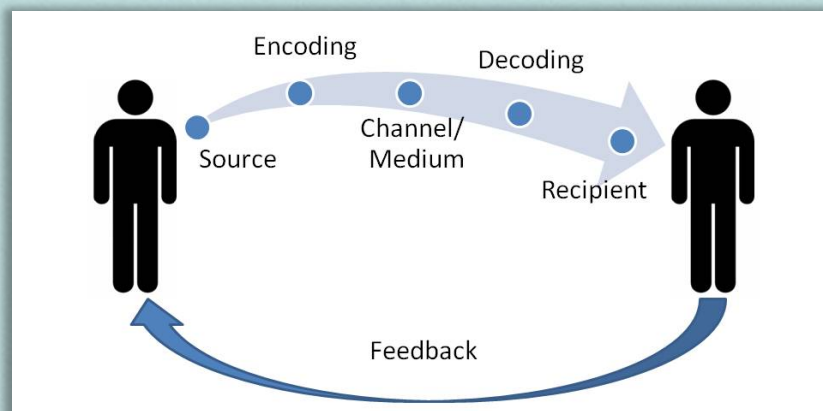 Encoding
Decoding
Source
Channel/
Medium
Recipient
Feedback